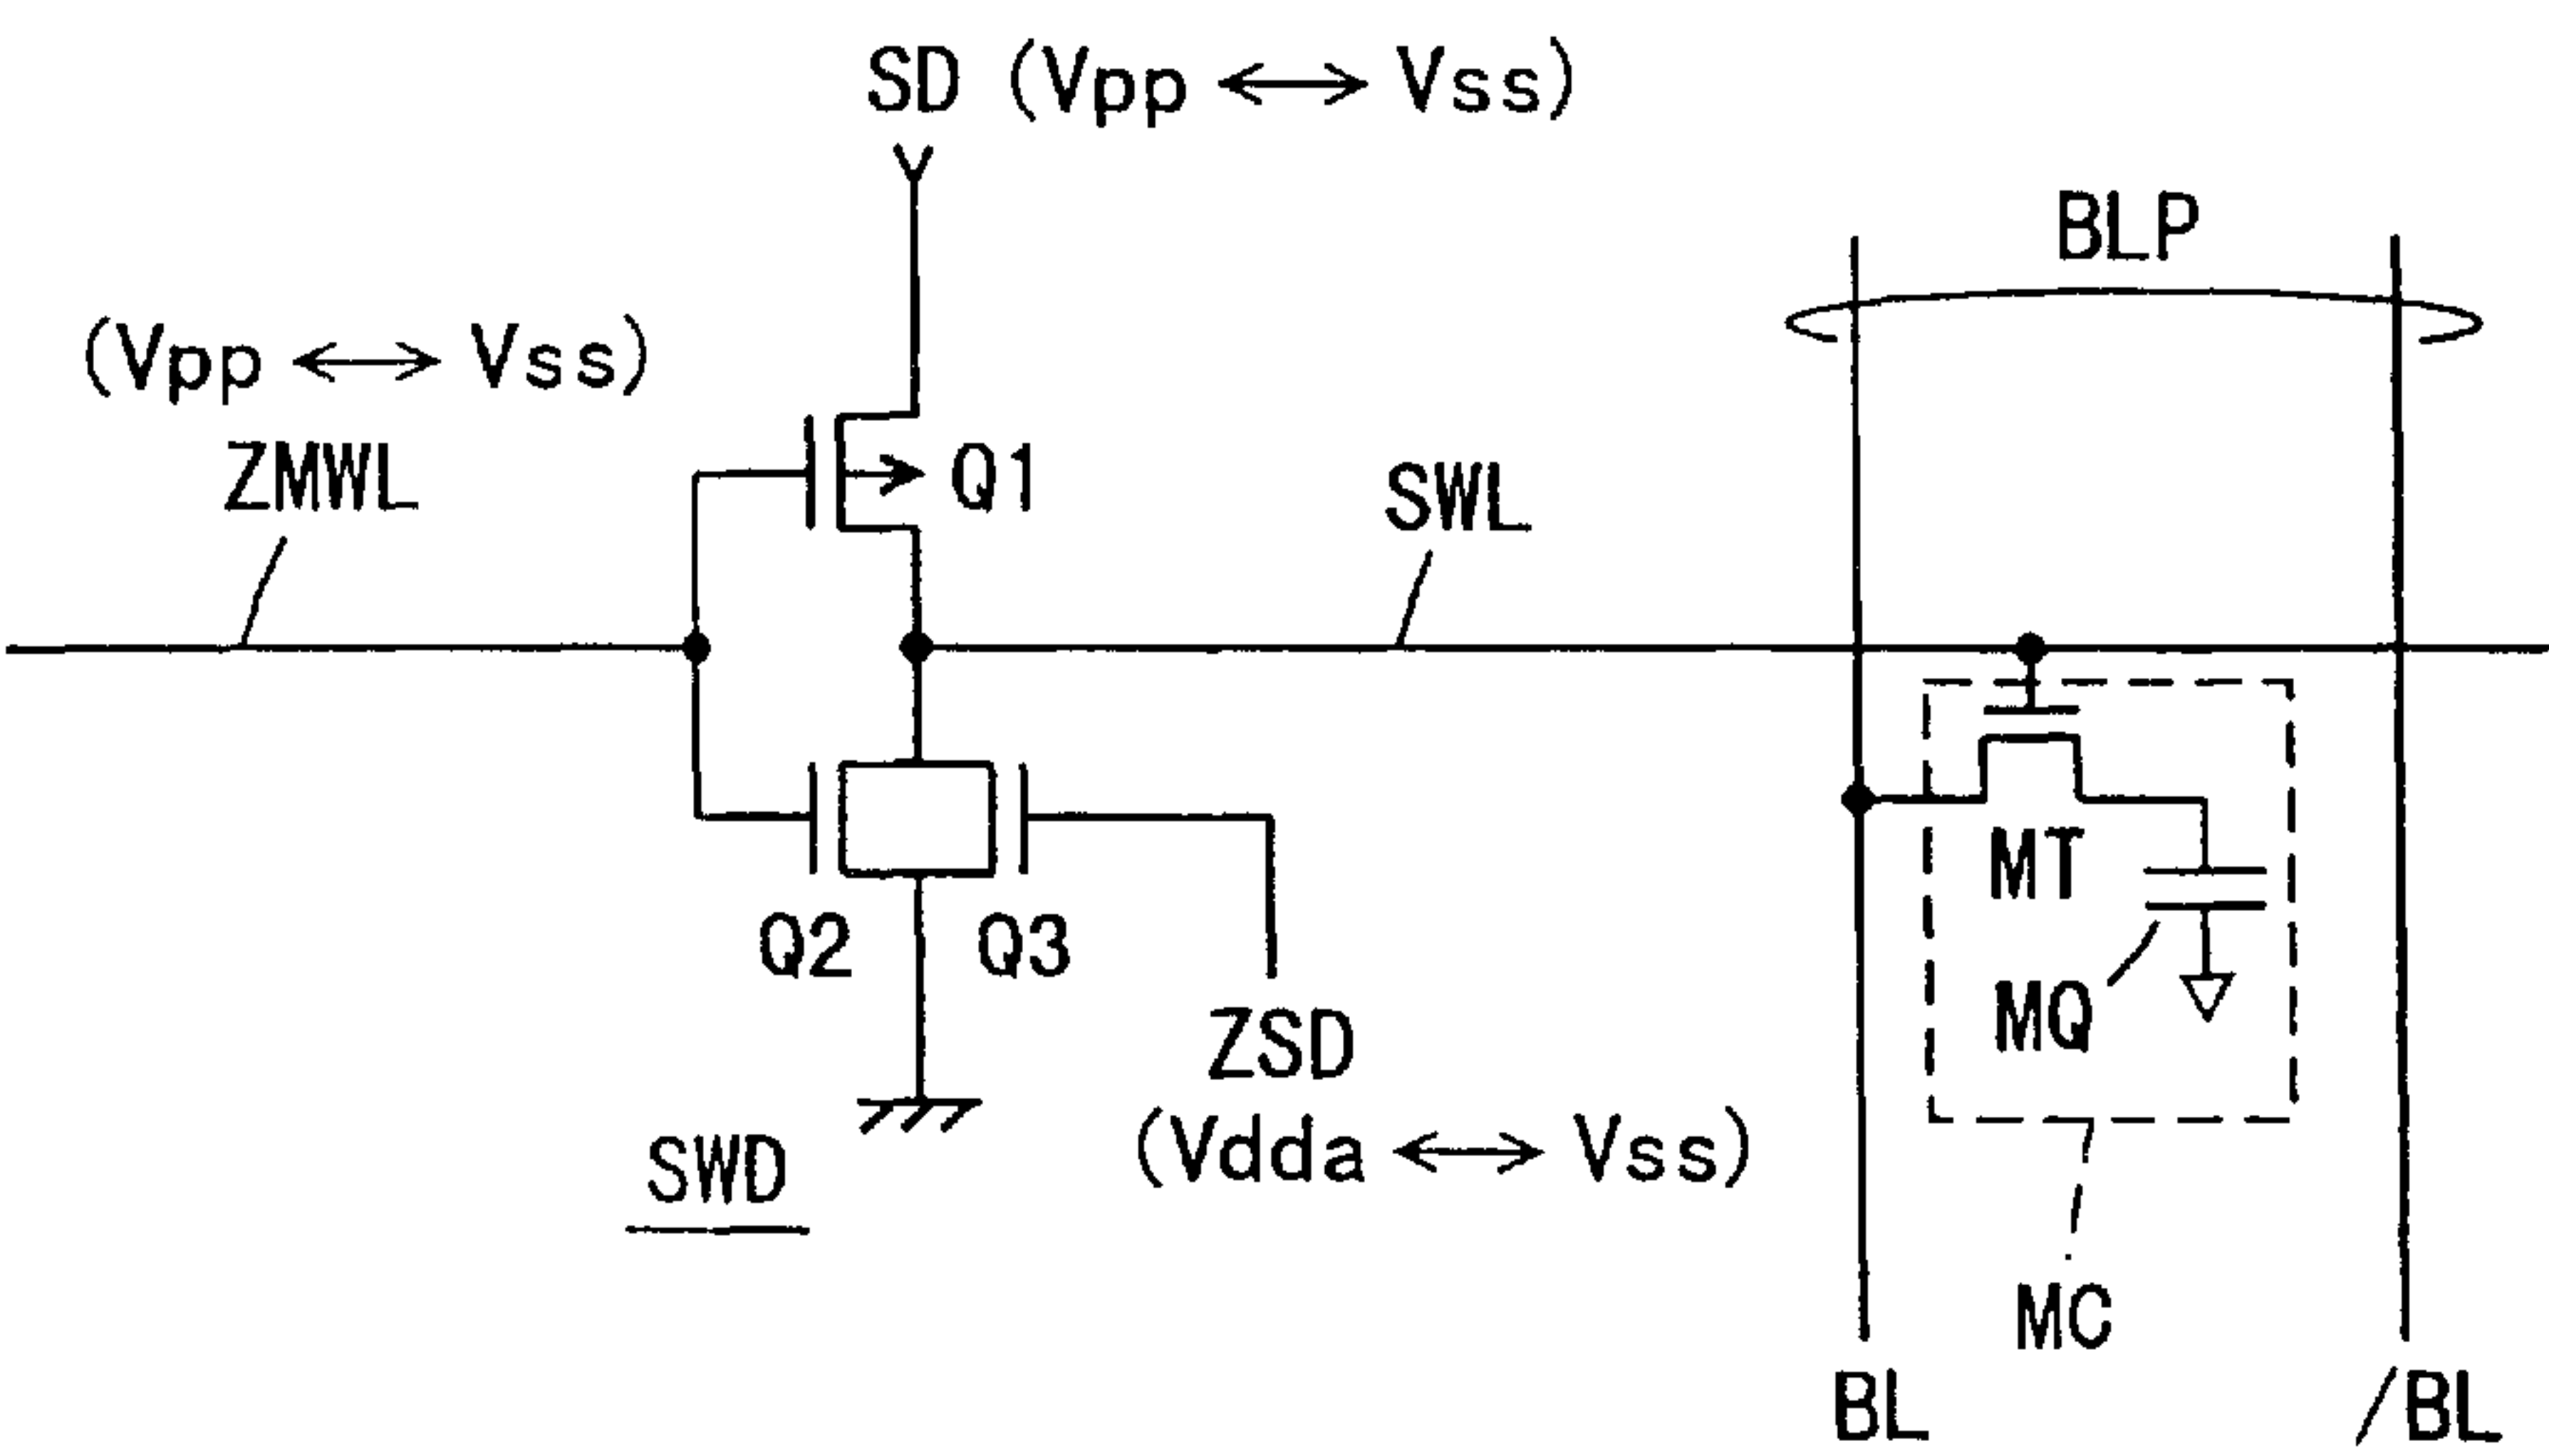 SD (Vpp ↔ Vss)
BLP
(Vpp ↔ Vss)
ZMWL
Q1
SWL
MT
Q2
Q3
MQ
ZSD
(Vdda ↔ Vss)
SWD
MC
BL
/BL